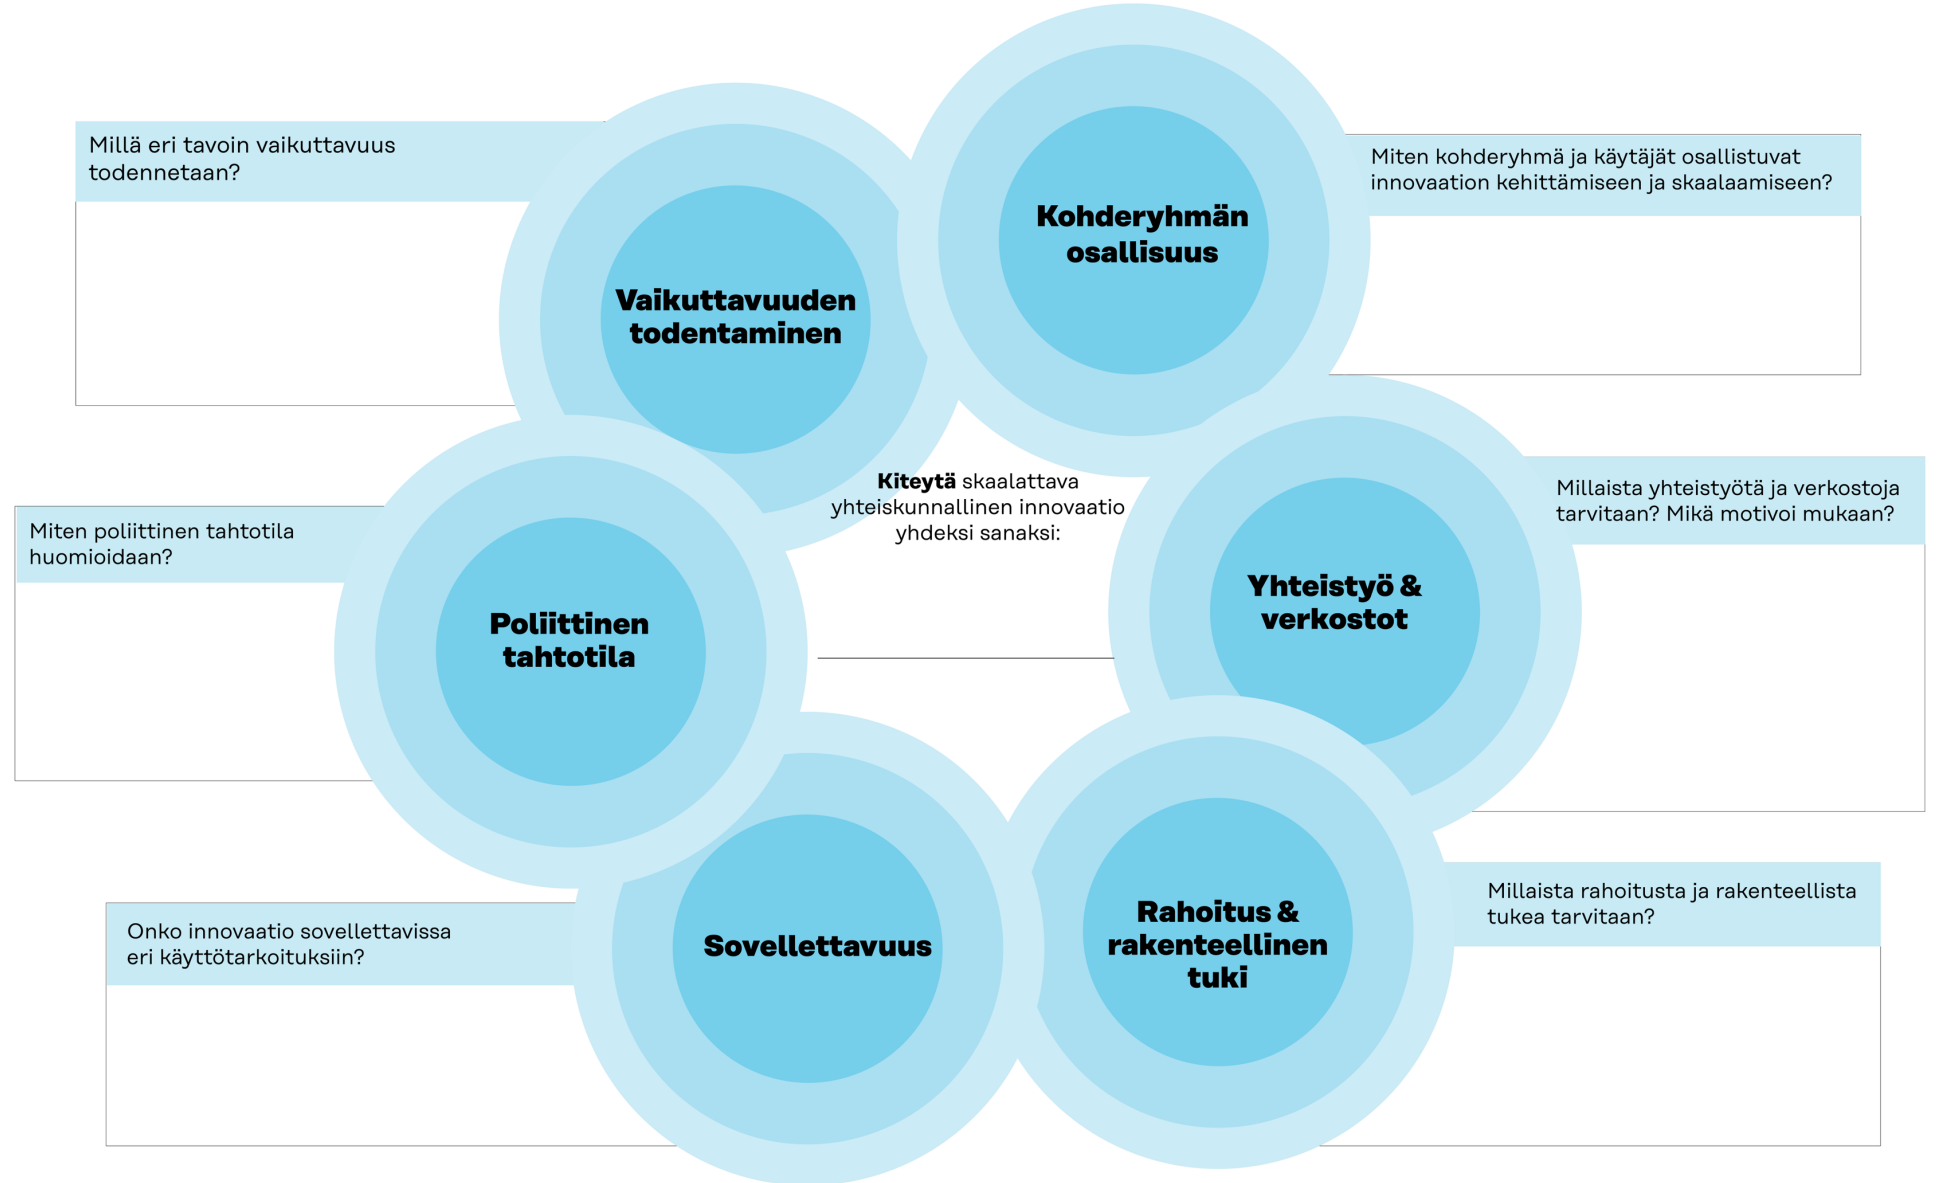 Millä eri tavoin vaikuttavuus
todennetaan?
Vaikuttavuuden
todentaminen
Kohderyhmän
osallisuus
Miten kohderyhmä ja käytäjät osallistuvat
innovaation kehittämiseen ja skaalaamiseen?
Kiteytä skaalattava
yhteiskunnallinen innovaatio
yhdeksi sanaksi:
Miten poliittinen tahtotila
huomioidaan?
Poliittinen
tahtotila
Yhteistyö &
verkostot
Millaista yhteistyötä ja verkostoja
tarvitaan? Mikä motivoi mukaan?
Onko innovaatio sovellettavissa
eri käyttötarkoituksiin?
Sovellettavuus
Rahoitus &
rakenteellinen
tuki
Millaista rahoitusta ja rakenteellista
tukea tarvitaan?